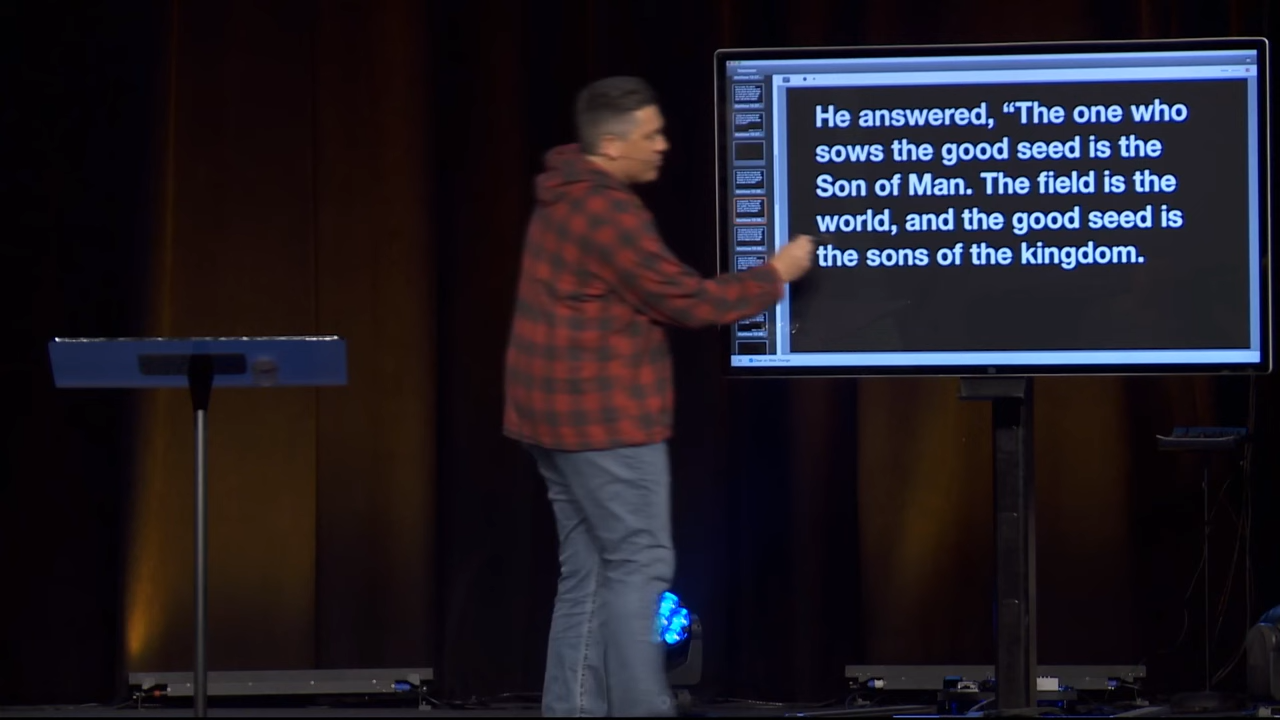 He answered, “The one who
sows the good seed is the
Son of Man. The field is the
world, and the good seed is
the sons of the kingdom.